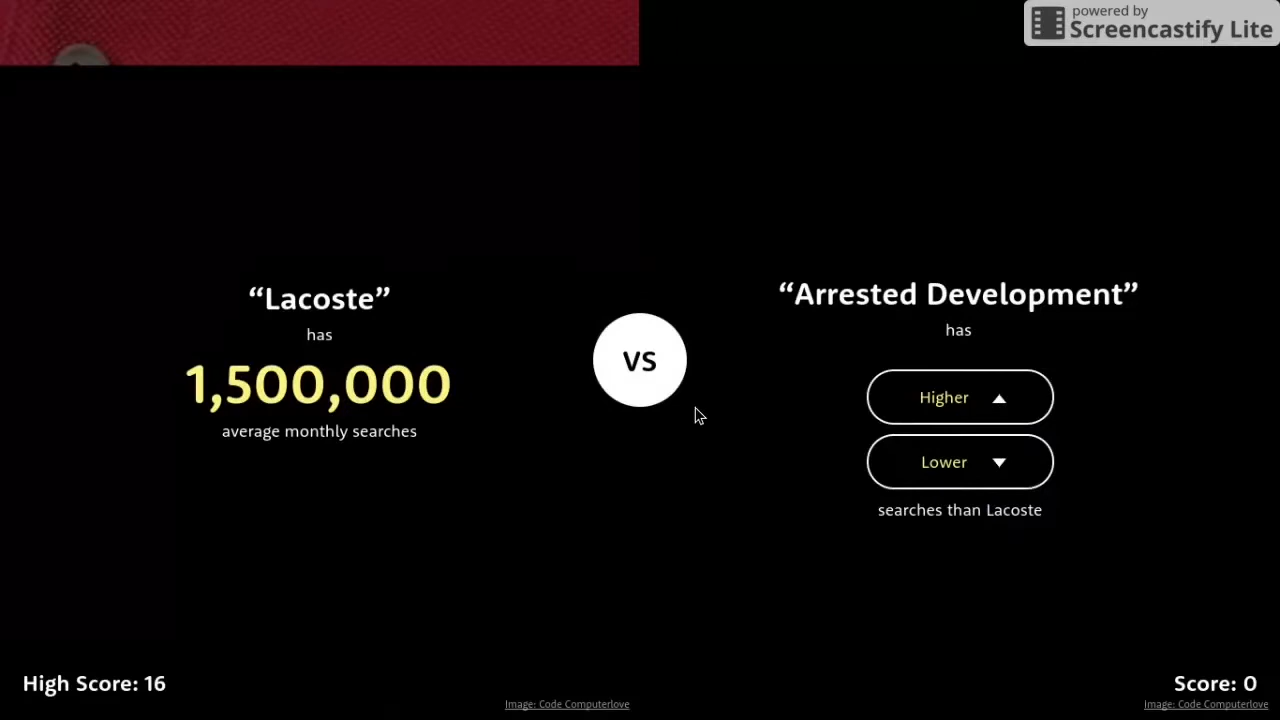 powered by
Screencastify Lite
“Lacoste”
has
1,500,000
average monthly searches
VS
“Arrested Development”
has
Higher ▲
Lower ▼
searches than Lacoste
High Score: 16
Image: Code Computerlove
Score: 0
Image: Code Computerlove